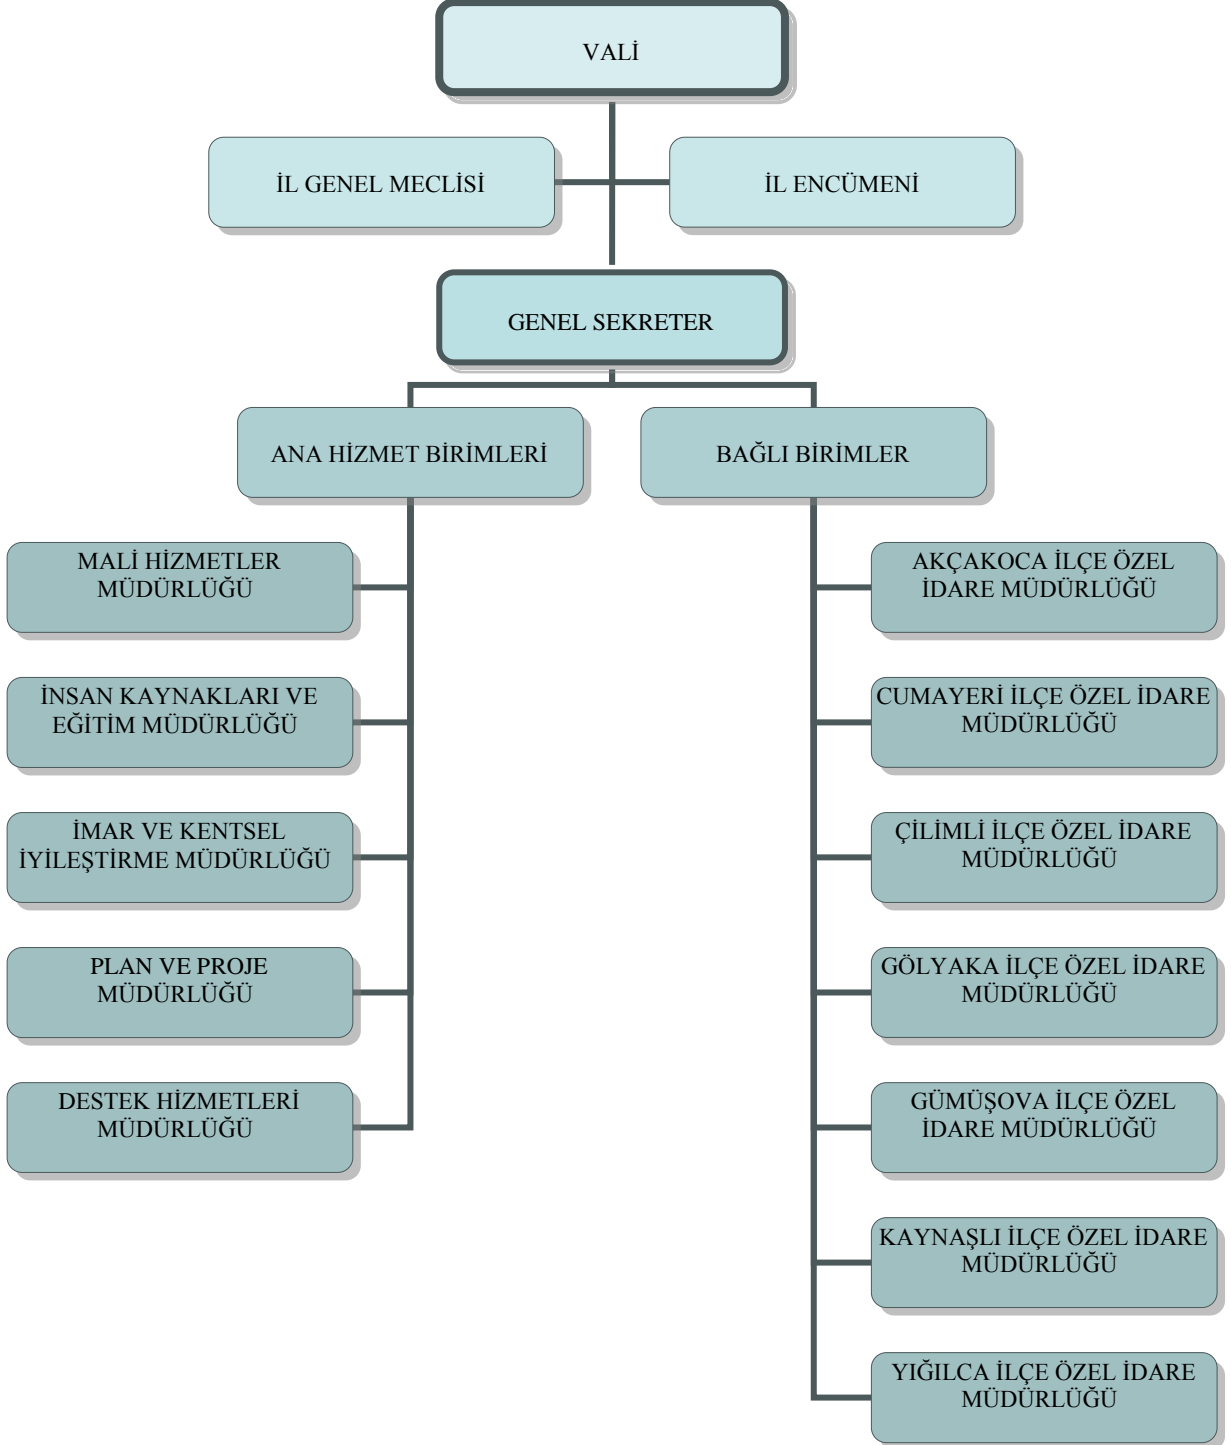 VALİ
İL GENEL MECLİSİ
İL ENCÜMENİ
GENEL SEKRETER
ANA HİZMET BİRİMLERİ
BAĞLI BİRİMLER
MALİ HİZMETLER
MÜDÜRLÜĞÜ
İNSAN KAYNAKLARI VE
EĞİTİM MÜDÜRLÜĞÜ
İMAR VE KENTSEL
İYİLEŞTİRME MÜDÜRLÜĞÜ
PLAN VE PROJE
MÜDÜRLÜĞÜ
DESTEK HİZMETLERİ
MÜDÜRLÜĞÜ
AKÇAKOCA İLÇE ÖZEL
İDARE MÜDÜRLÜĞÜ
CUMAYERİ İLÇE ÖZEL İDARE
MÜDÜRLÜĞÜ
ÇİLİMLİ İLÇE ÖZEL İDARE
MÜDÜRLÜĞÜ
GÖLYAKA İLÇE ÖZEL İDARE
MÜDÜRLÜĞÜ
GÜMÜŞOVA İLÇE ÖZEL
İDARE MÜDÜRLÜĞÜ
KAYNAŞLI İLÇE ÖZEL İDARE
MÜDÜRLÜĞÜ
YIĞILCA İLÇE ÖZEL İDARE
MÜDÜRLÜĞÜ